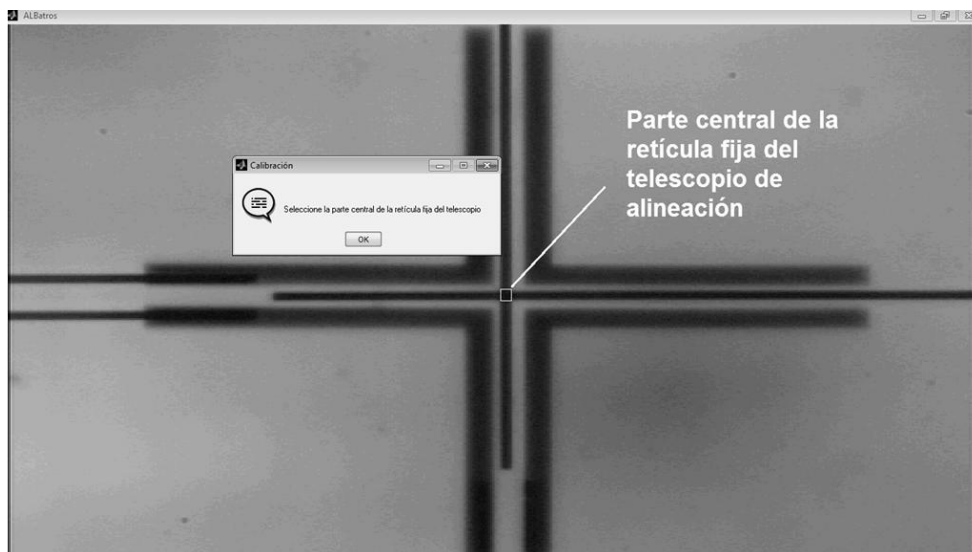 ALBatros
Parte central de la
retícula fija del
telescopio de
alineación
Calibración
Seleccione la parte central de la retícula fija del telescopio
OK